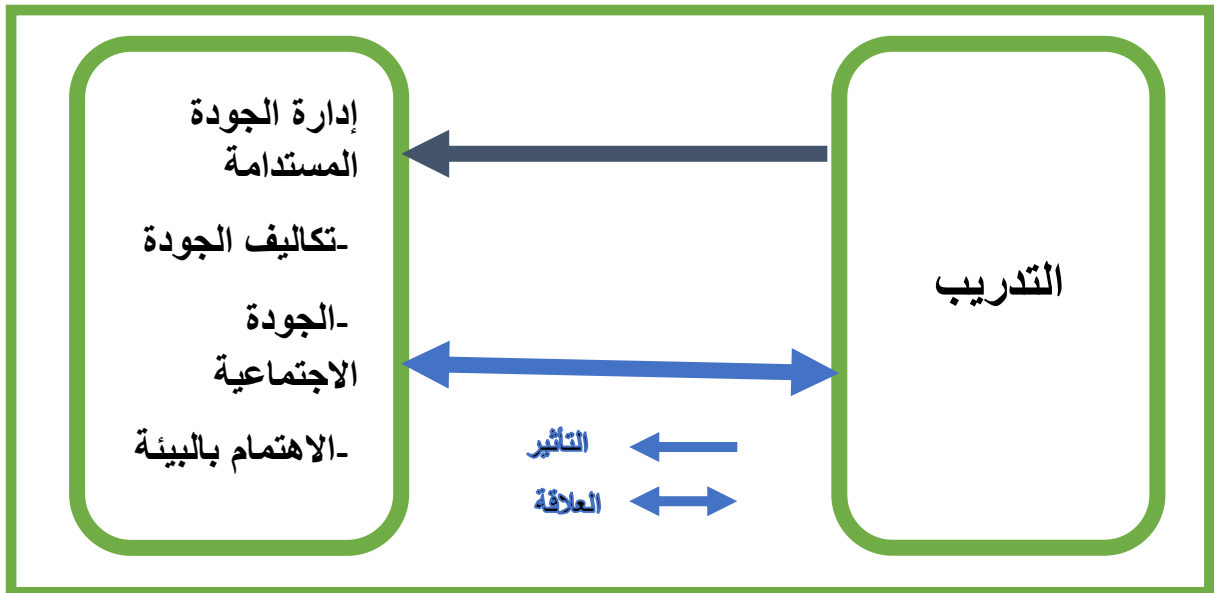 التدريب
إدارة الجودة
المستدامة
-تكاليف الجودة
-الجودة
الاجتماعية
-الاهتمام بالبيئة
التأثير
العلاقة